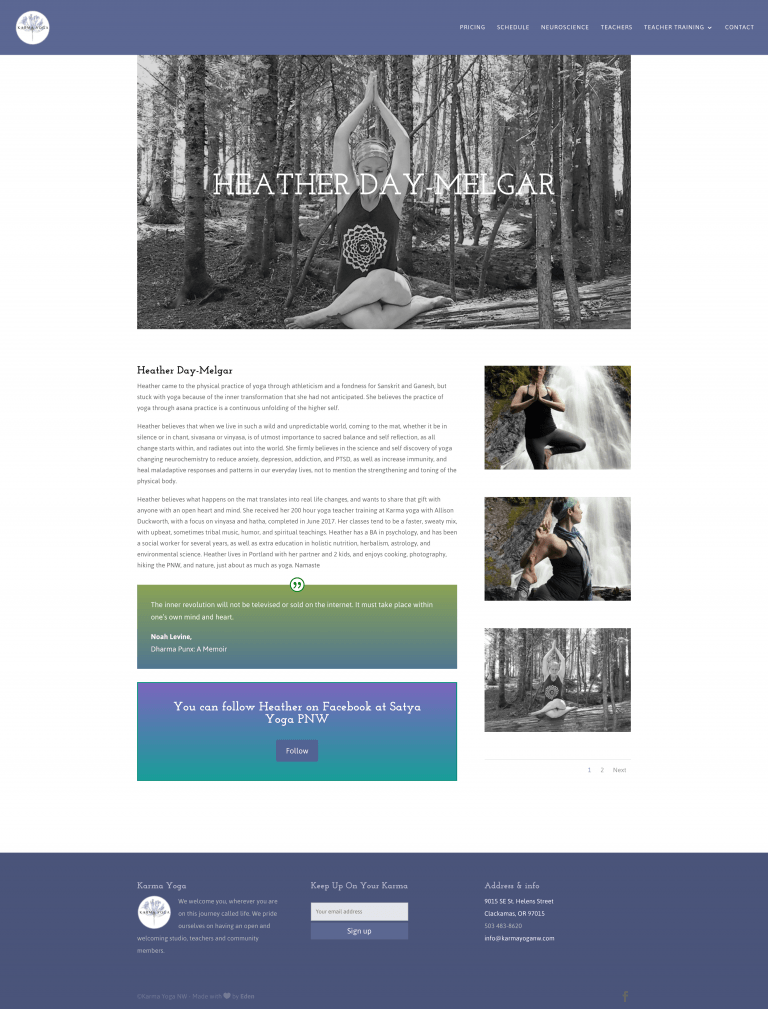 KARMA YOGA
PRICING SCHEDULE NEUROSCIENCE TEACHERS TEACHER TRAINING CONTACT
HEATHER DAY-MELGAR
Heather Day-Melgar
Heather came to the physical practice of yoga through athleticism and a fondness for Sanskrit and Ganesh, but
stuck with yoga because of the inner transformation that she had not anticipated. She believes the practice of
yoga through asana practice is a continuous unfolding of the higher self.
Heather believes that when we live in such a wild and unpredictable world, coming to the mat, whether it be in
silence or in chant, sivasana or vinyasa, is of utmost importance to sacred balance and self reflection, as all
change starts within, and radiates out into the world. She firmly believes in the science and self discovery of yoga
changing neurochemistry to reduce anxiety, depression, addiction, and PTSD, as well as increase immunity, and
heal maladaptive responses and patterns in our everyday lives, not to mention the strengthening and toning of the
physical body.
Heather believes what happens on the mat translates into real life changes, and wants to share that gift with
anyone with an open heart and mind. She received her 200 hour yoga teacher training at Karma yoga with Allison
Duckworth, with a focus on vinyasa and hatha, completed in June 2017. Her classes tend to be a faster, sweaty mix,
with upbeat, sometimes tribal music, humor, and spiritual teachings. Heather has a BA in psychology, and has been
a social worker for several years, as well as extra education in holistic nutrition, herbalism, astrology, and
environmental science. Heather lives in Portland with her partner and 2 kids, and enjoys cooking, photography,
hiking the PNW, and nature, just about as much as yoga. Namaste
The inner revolution will not be televised or sold on the internet. It must take place within
one's own mind and heart.
Noah Levine,
Dharma Punx: A Memoir
You can follow Heather on Facebook at Satya
Yoga PNW
Follow
1 2 Next
Karma Yoga
KARMA YOGA
We welcome you, wherever you are
on this journey called life. We pride
ourselves on having an open and
welcoming studio, teachers and community
members.
Keep Up On Your Karma
Your email address
Sign up
Address & info
9015 SE St. Helens Street
Clackamas, OR 97015
503 483-8620
info@karmayoganw.com
©Karma Yoga NW · Made with ❤ by Eden